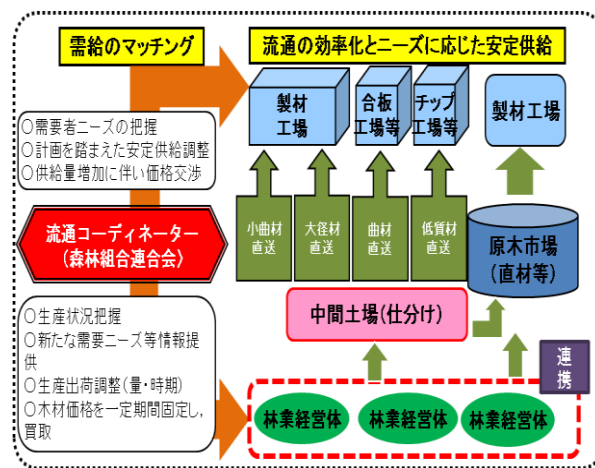 需給のマッチング
流通の効率化とニーズに応じた安定供給
○需要者ニーズの把握
○計画を踏まえた安定供給調整
○供給量増加に伴い価格交渉
流通コーディネーター
(森林組合連合会)
○生産状況把握
○新たな需要ニーズ等情報提
供
○生産出荷調整(量・時期)
○木材価格を一定期間固定し,
買取
製材
工場
合板
工場等
チップ
工場等
製材工場
小曲材
直送
大径材
直送
曲材
直送
低質材
直送
原木市場
(直材等)
中間土場(仕分け)
連
携
林業経営体
林業経営体
林業経営体